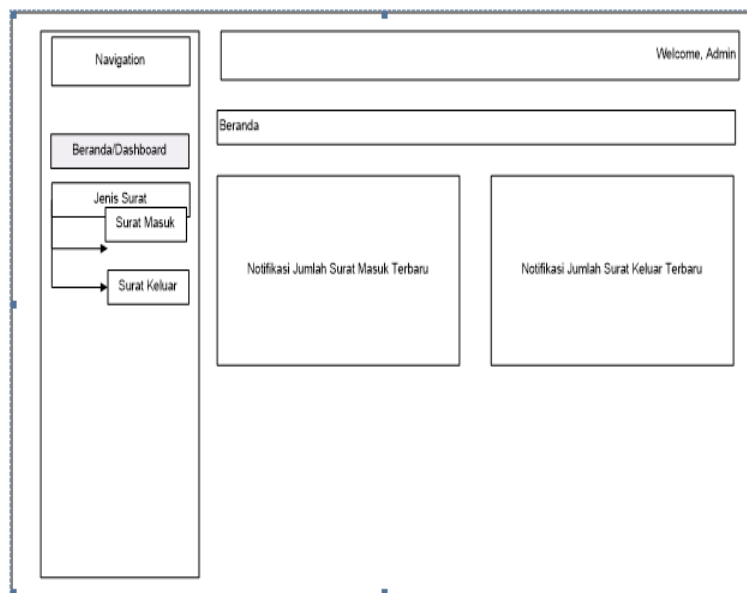 Navigation
Welcome, Admin
Beranda
Beranda/Dashboard
Jenis Surat
Surat Masuk
Surat Keluar
Notifikasi Jumlah Surat Masuk Terbaru
Notifikasi Jumlah Surat Keluar Terbaru